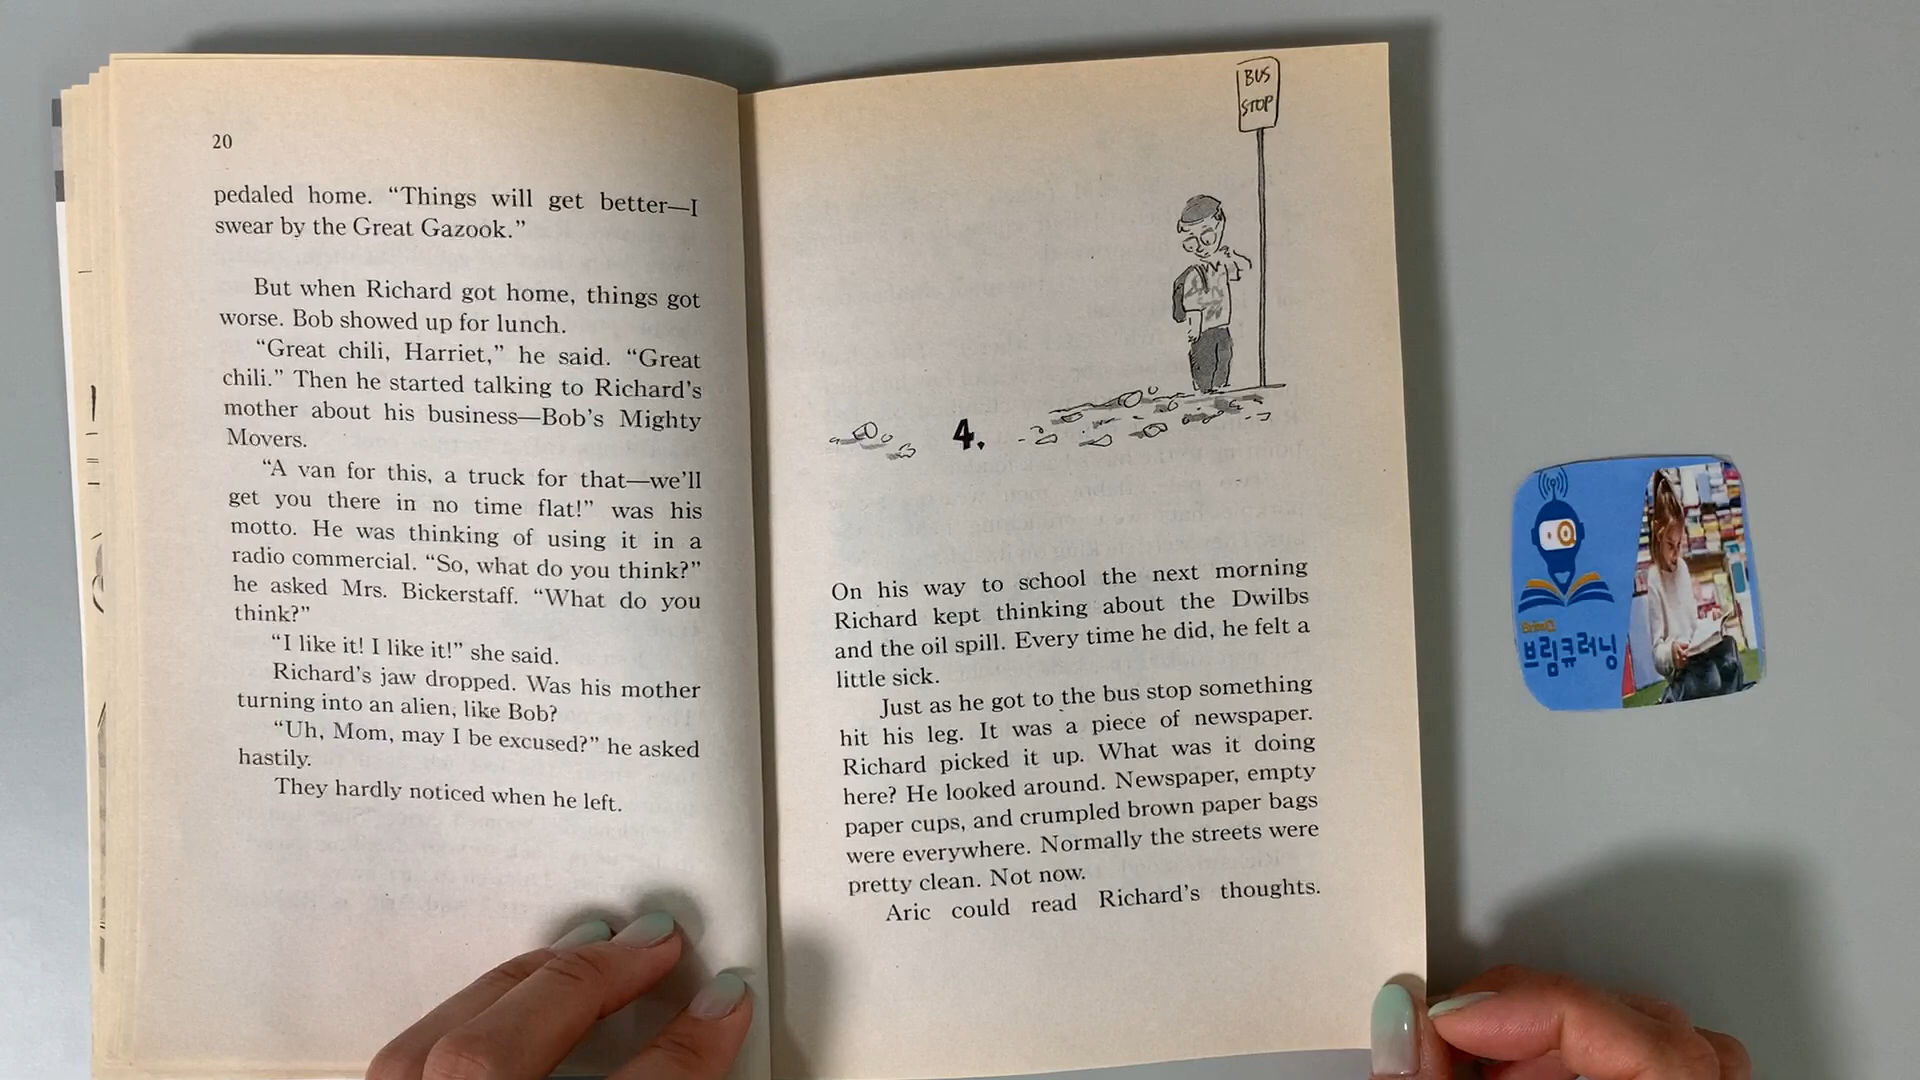 20
pedaled home. “Things will get better—I
swear by the Great Gazook.”
But when Richard got home, things got
worse. Bob showed up for lunch.
“Great chili, Harriet,” he said. “Great
chili.” Then he started talking to Richard’s
mother about his business—Bob’s Mighty
Movers.
“A van for this, a truck for that—we’ll
get you there in no time flat!” was his
motto. He was thinking of using it in a
radio commercial. “So, what do you think?”
he asked Mrs. Bickerstaff. “What do you
think?”
“I like it! I like it!” she said.
Richard’s jaw dropped. Was his mother
turning into an alien, like Bob?
“Uh, Mom, may I be excused?” he asked
hastily.
They hardly noticed when he left.
BUS
STOP
4.
On his way to school the next morning
Richard kept thinking about the Dwilbs
and the oil spill. Every time he did, he felt a
little sick.
Just as he got to the bus stop something
hit his leg. It was a piece of newspaper.
Richard picked it up. What was it doing
here? He looked around. Newspaper, empty
paper cups, and crumpled brown paper bags
were everywhere. Normally the streets were
pretty clean. Not now.
Aric could read Richard’s thoughts.
브림큐러닝